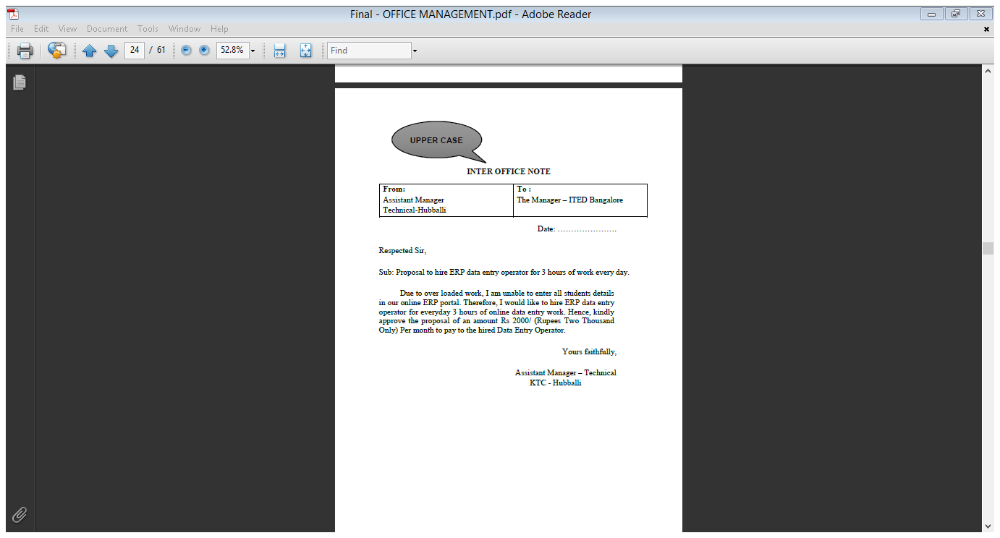 Final - OFFICE MANAGEMENT.pdf - Adobe Reader
File Edit View Document Tools Window Help
24 / 61 52.8% Find
UPPER CASE
INTER OFFICE NOTE
From: To :
Assistant Manager The Manager – ITED Bangalore
Technical-Hubballi
Date: ………………….
Respected Sir,
Sub: Proposal to hire ERP data entry operator for 3 hours of work every day.
Due to over loaded work, I am unable to enter all students details
in our online ERP portal. Therefore, I would like to hire ERP data entry
operator for everyday 3 hours of online data entry work. Hence, kindly
approve the proposal of an amount Rs 2000/ (Rupees Two Thousand
Only) Per month to pay to the hired Data Entry Operator.
Yours faithfully,
Assistant Manager – Technical
KTC - Hubballi